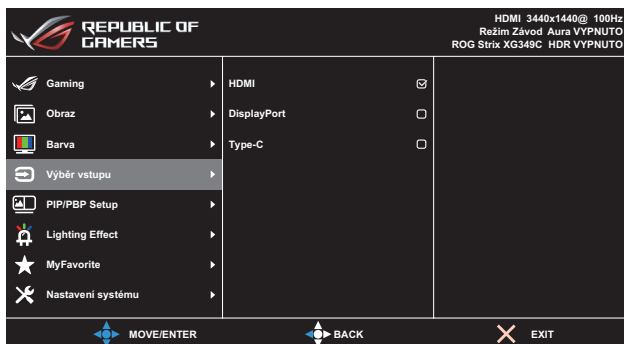 REPUBLIC OF
GAMERS
HDMI 3440x1440@ 100Hz
Režim Závod Aura VYPNUTO
ROG Strix XG349C HDR VYPNUTO
Gaming
HDMI
Obraz
DisplayPort
Barva
Type-C
Výběr vstupu
PIP/PBP Setup
Lighting Effect
MyFavorite
Nastavení systému
MOVE/ENTER
BACK
EXIT